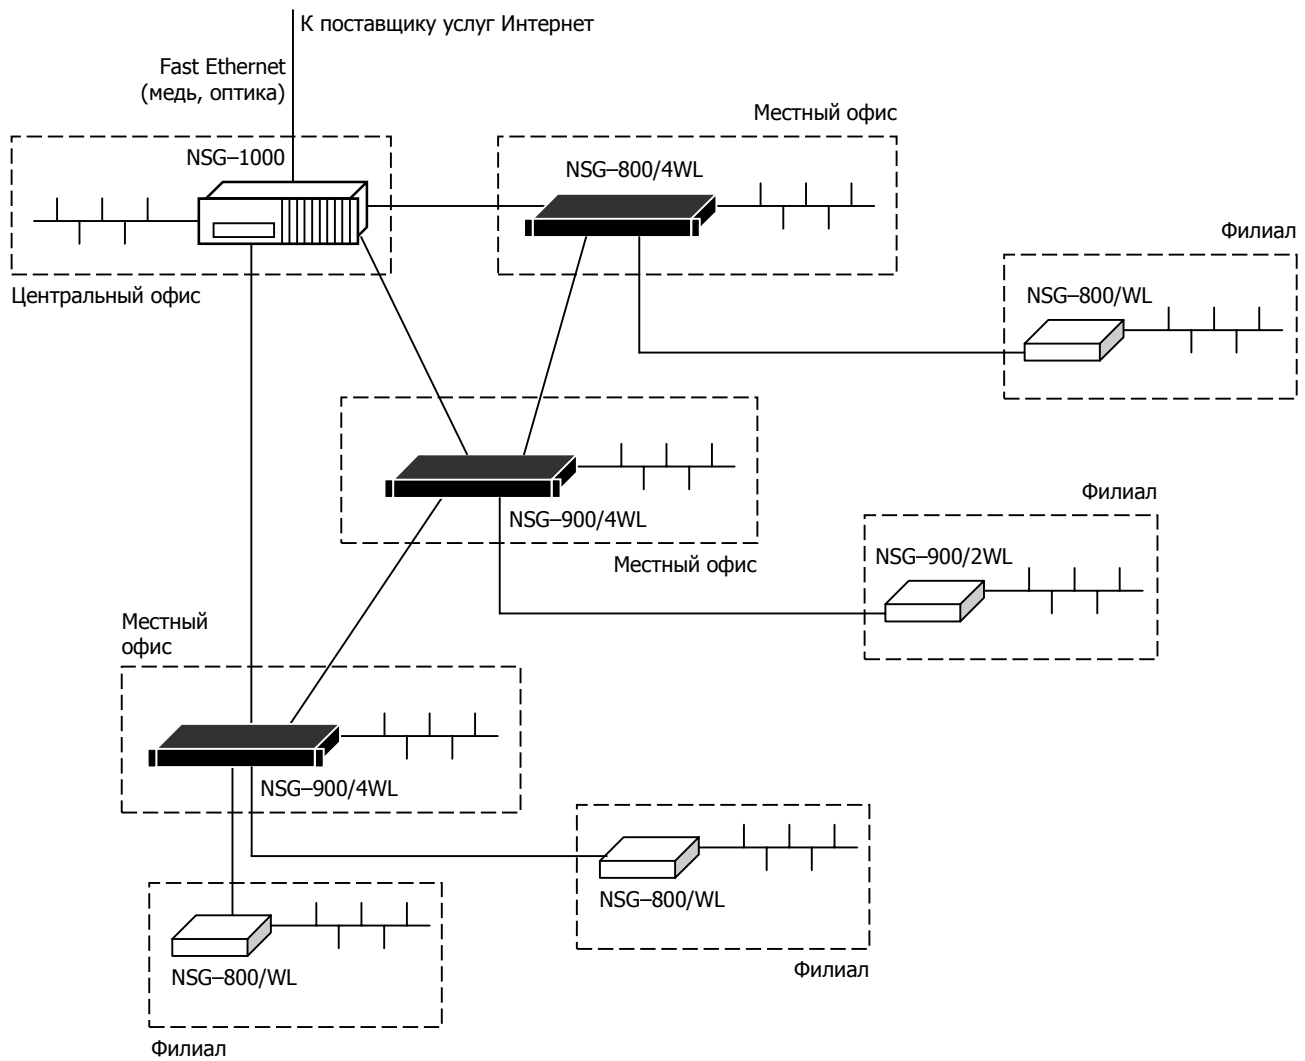 К поставщику услуг Интернет
Fast Ethernet
(медь, оптика)
Местный офис
NSG–1000
NSG–800/4WL
Филиал
Центральный офис
NSG–800/WL
Филиал
NSG–900/4WL
NSG–900/2WL
Местный офис
Местный
офис
NSG–900/4WL
NSG–800/WL
Филиал
NSG–800/WL
Филиал